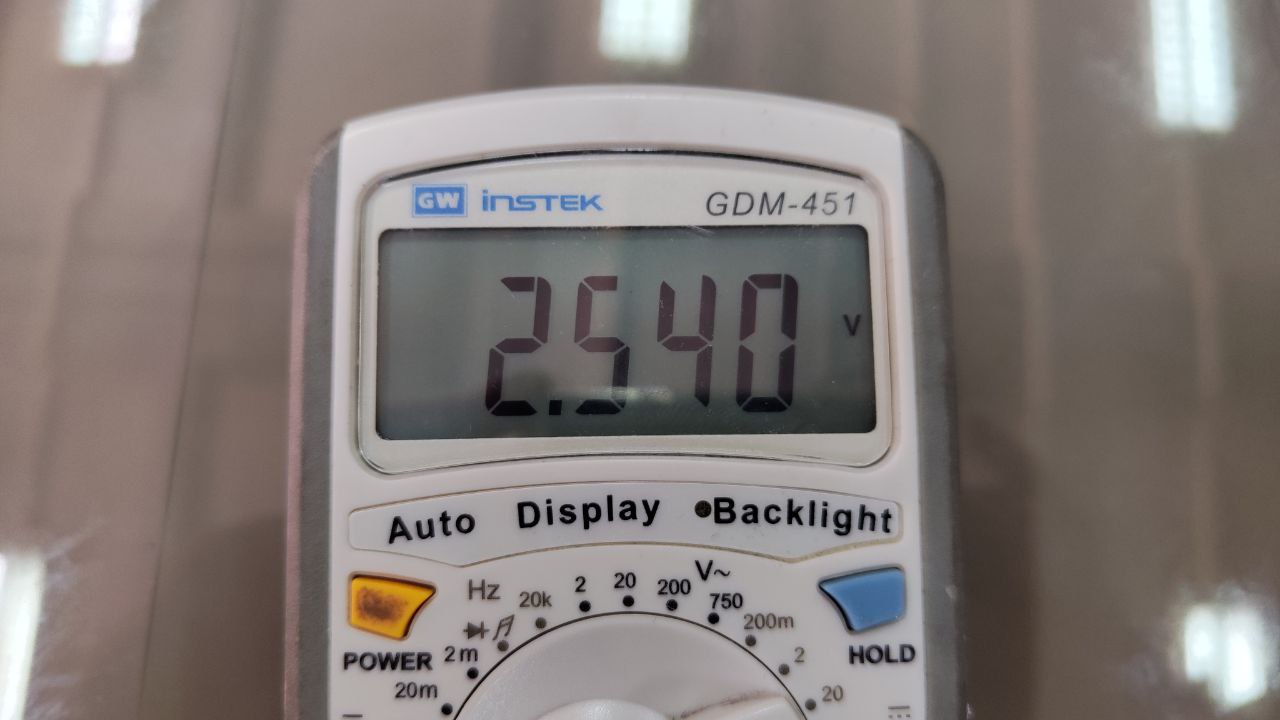 GW INSTEK GDM-451
2.540 V
Auto Display Backlight
Hz 20k 2 20 200 V~ 750 200m 2 20
2m
20m
POWER HOLD